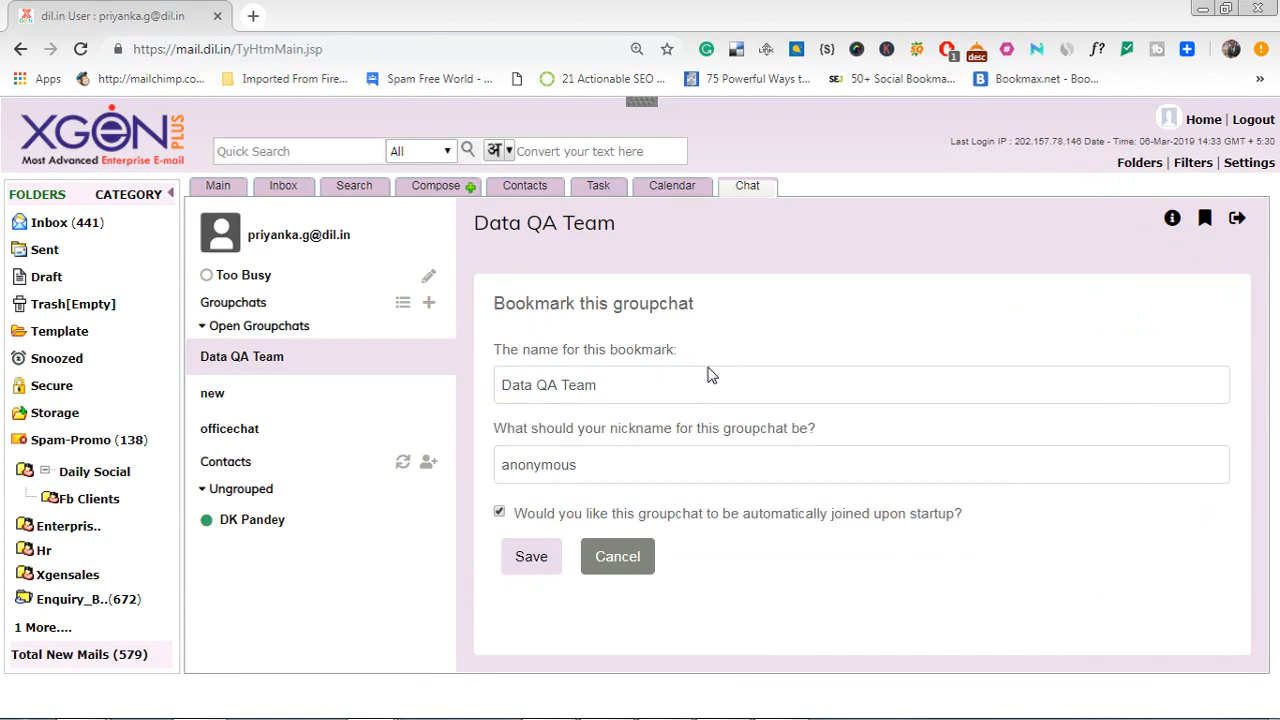 dil.in User : priyanka.g@dil.in
https://mail.dil.in/TyHtmMain.jsp
{S} K 1 desc N f?
Apps http://mailchimp.co... Imported From Fire... Spam Free World - ... 21 Actionable SEO ... 75 Powerful Ways t... SEJ 50+ Social Bookma... B Bookmax.net - Boo... »
XGEN PLUS
Most Advanced Enterprise E-mail
Quick Search All अ Convert your text here
Home | Logout
Last Login IP : 202.157.78.146 Date - Time: 06-Mar-2019 14:33 GMT + 5:30
Folders | Filters | Settings
FOLDERS CATEGORY
Main Inbox Search Compose Contacts Task Calendar Chat
Inbox (441)
Sent
Draft
Trash[Empty]
Template
Snoozed
Secure
Storage
Spam-Promo (138)
Daily Social
Fb Clients
Enterpris..
Hr
Xgensales
Enquiry_B..(672)
1 More....
Total New Mails (579)
priyanka.g@dil.in
Too Busy
Groupchats
Open Groupchats
Data QA Team
new
officechat
Contacts
Ungrouped
DK Pandey
Data QA Team
Bookmark this groupchat
The name for this bookmark:
Data QA Team
What should your nickname for this groupchat be?
anonymous
Would you like this groupchat to be automatically joined upon startup?
Save Cancel